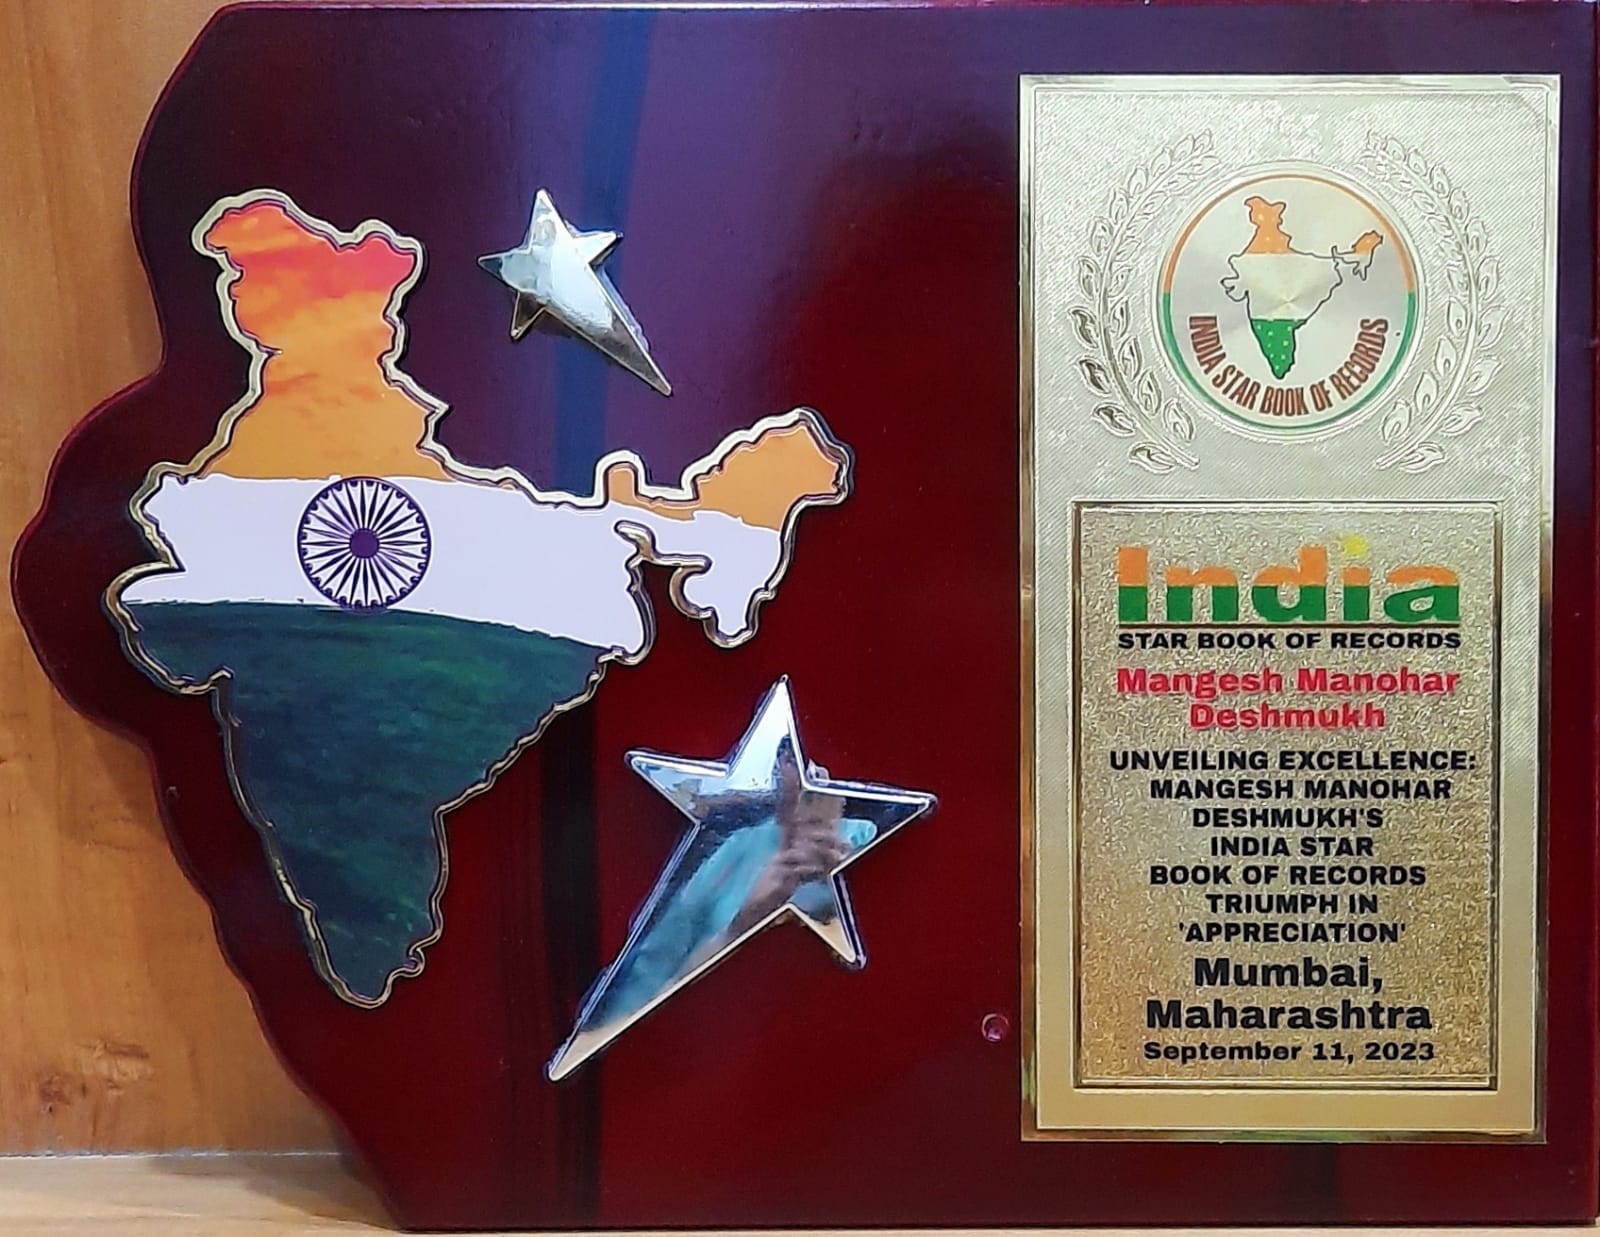 INDIA STAR BOOK OF RECORDS
India
STAR BOOK OF RECORDS
Mangesh Manohar
Deshmukh
UNVEILING EXCELLENCE:
MANGESH MANOHAR
DESHMUKH'S
INDIA STAR
BOOK OF RECORDS
TRIUMPH IN
'APPRECIATION'
Mumbai,
Maharashtra
September 11, 2023